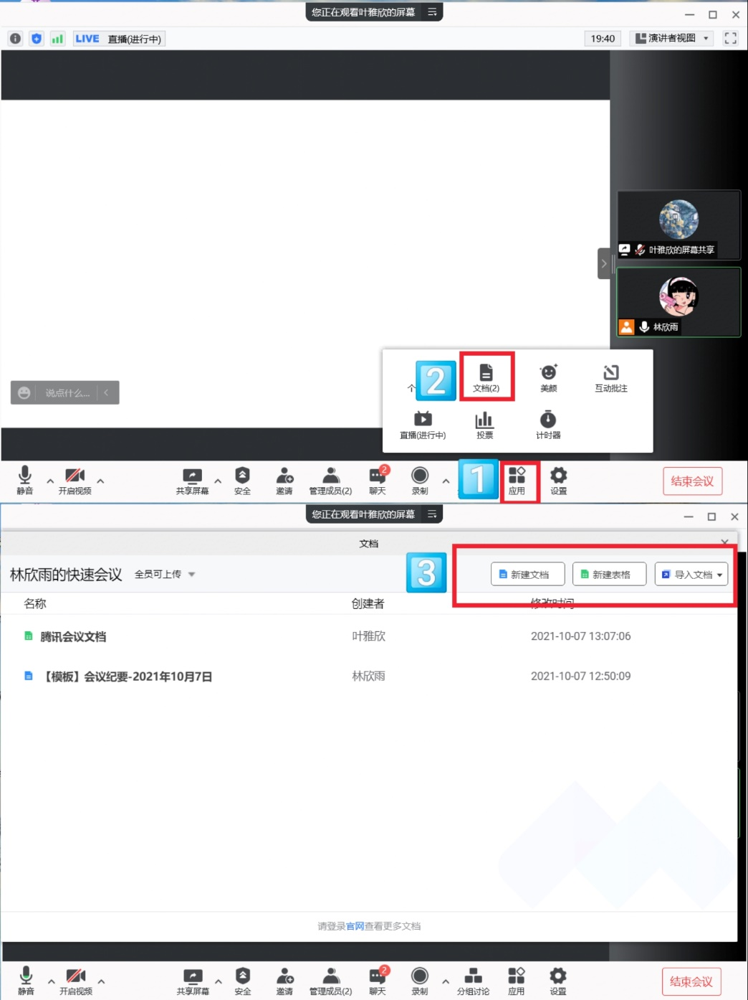 您正在观看叶雅欣的屏幕
LIVE 直播(进行中)
19:40 演讲者视图
叶雅欣的屏幕共享
林欣雨
说点什么...
个 2 文档(2) 美颜 互动批注
直播(进行中) 投票 计时器
静音 开启视频 共享屏幕 安全 邀请 管理成员(2) 聊天 2 录制 1 应用 设置 结束会议
您正在观看叶雅欣的屏幕
文档
林欣雨的快速会议 全员可上传 3 新建文档 新建表格 导入文档
名称 创建者 修改时间
腾讯会议文档 叶雅欣 2021-10-07 13:07:06
【模板】会议纪要-2021年10月7日 林欣雨 2021-10-07 12:50:09
请登录官网查看更多文档
静音 开启视频 共享屏幕 安全 邀请 管理成员(2) 聊天 2 录制 分组讨论 应用 设置 结束会议